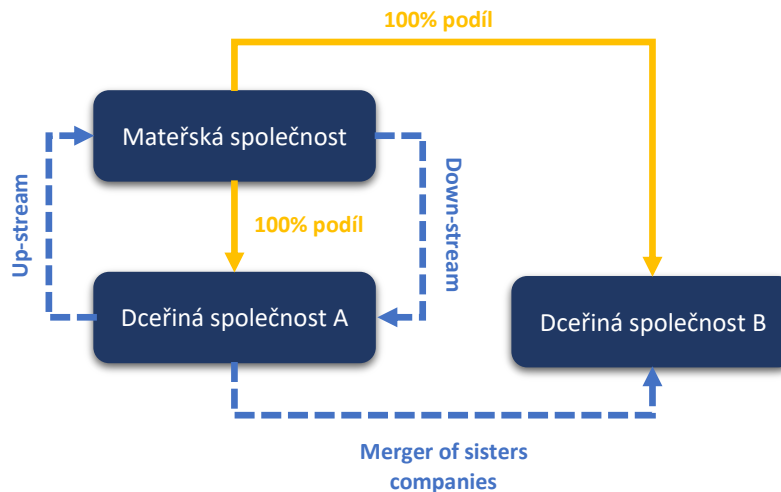 100% podíl
Mateřská společnost
Up-stream
Down-stream
100% podíl
Dceřiná společnost A
Dceřiná společnost B
Merger of sisters
companies